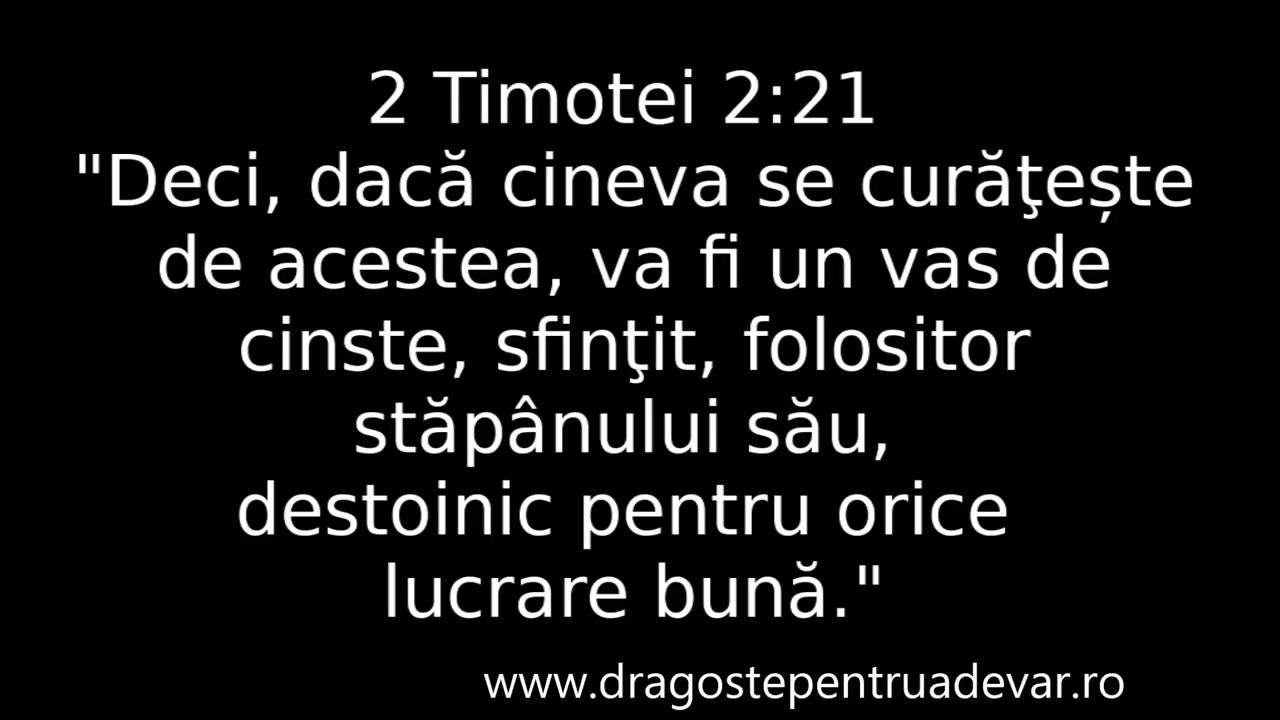 2 Timotei 2:21
"Deci, dacă cineva se curăţește
de acestea, va fi un vas de
cinste, sfinţit, folositor
stăpânului său,
destoinic pentru orice
lucrare bună."
www.dragostepentruadevar.ro